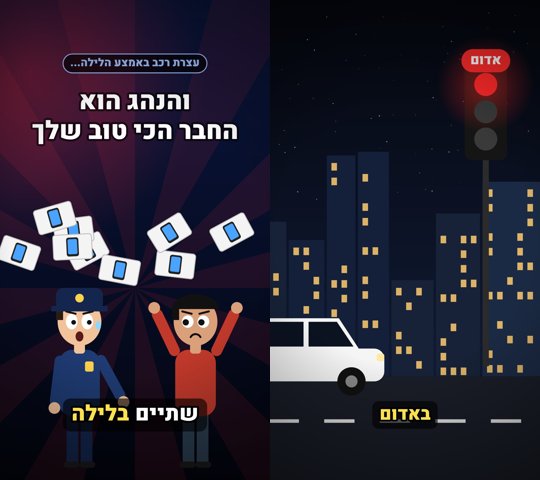 עצרת רכב באמצע הלילה...
והנהג הוא
החבר הכי טוב שלך
שתיים בלילה
אדום
באדום